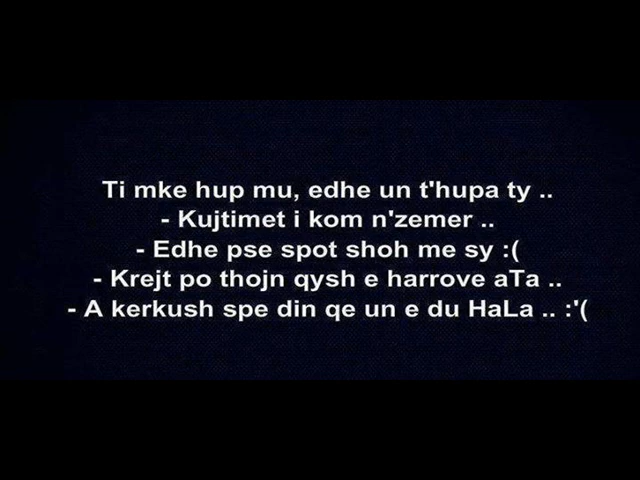 Ti mke hup mu, edhe un t'hupa ty ..
- Kujtimet i kom n'zemer ..
- Edhe pse spot shoh me sy :(
- Krejt po thojn qysh e harrove aTa ..
- A kerkush spe din qe un e du HaLa .. :'(